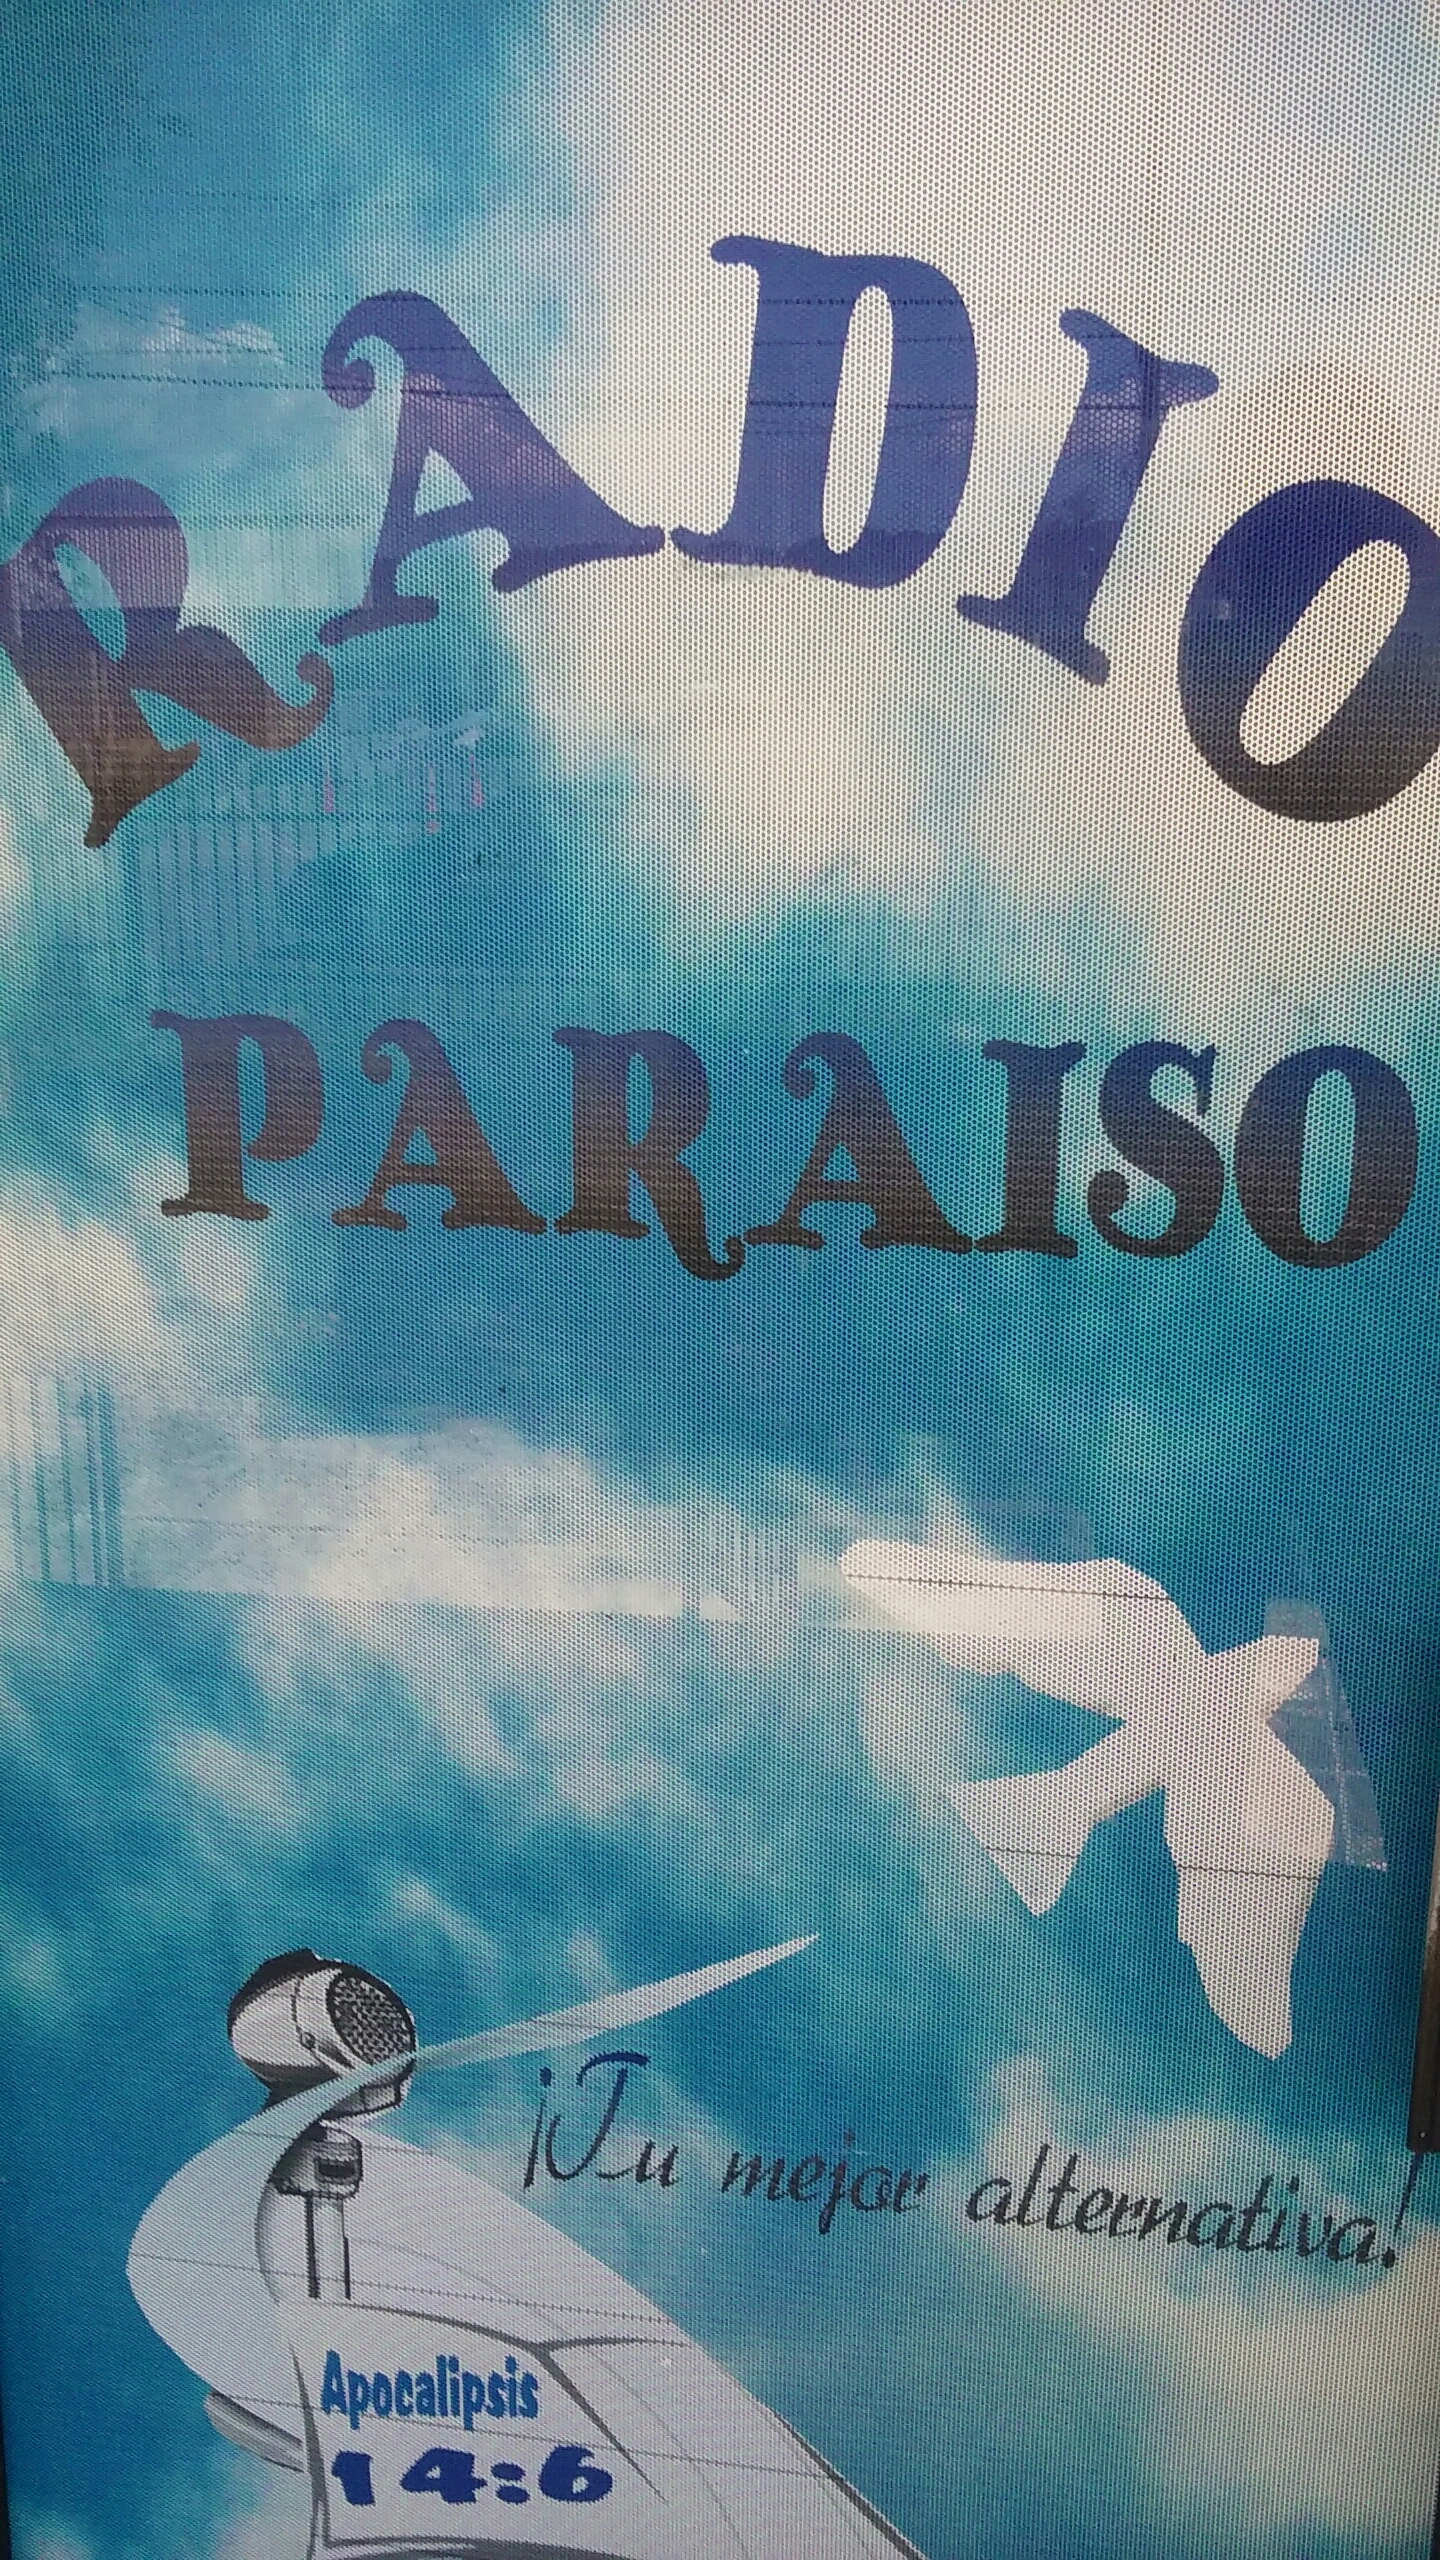 RADIO
PARAISO
¡Tu mejor alternativa!
Apocalipsis
14:6